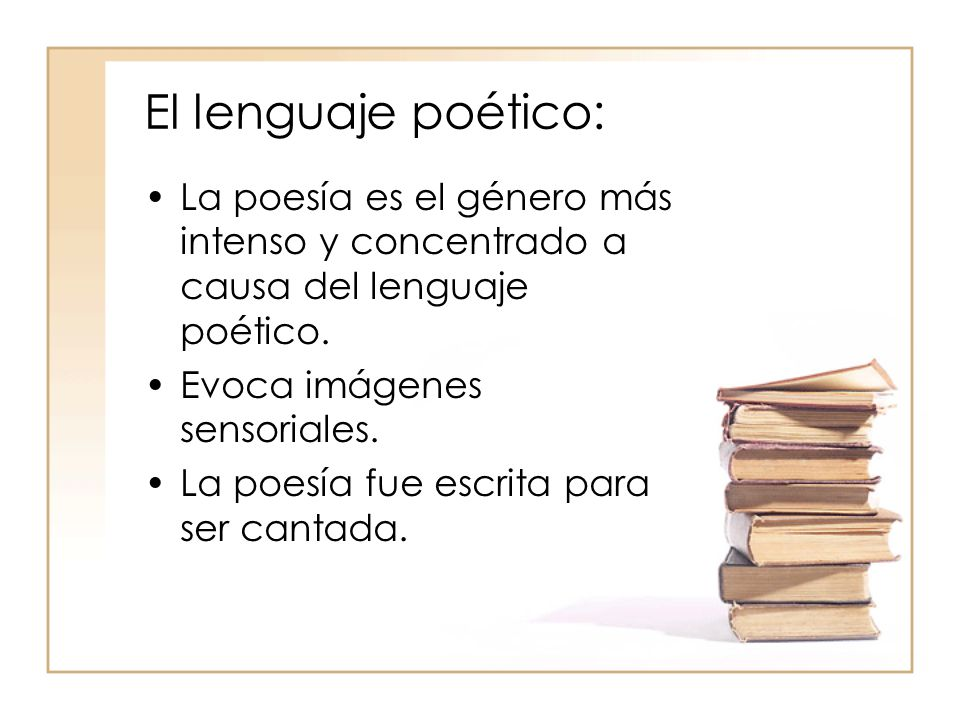 El lenguaje poético:
• La poesía es el género más
intenso y concentrado a
causa del lenguaje
poético.
• Evoca imágenes
sensoriales.
• La poesía fue escrita para
ser cantada.